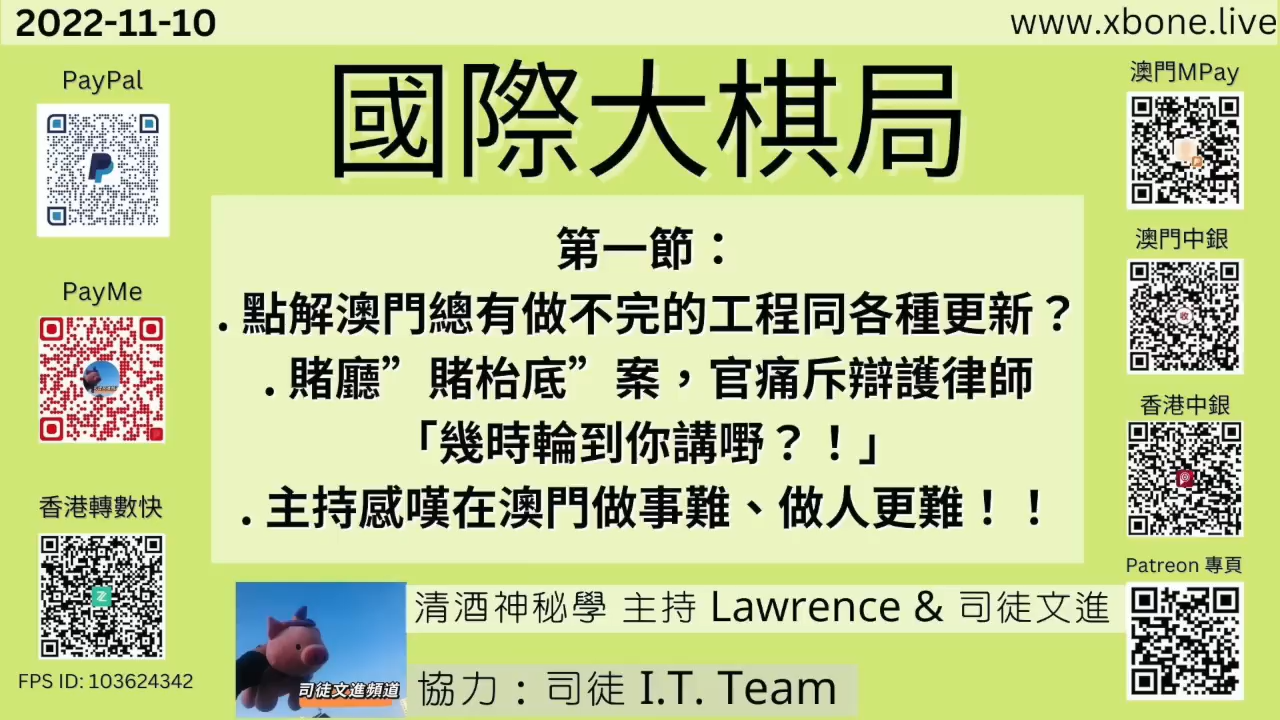 2022-11-10
www.xbone.live
國際大棋局
PayPal
PayMe
香港轉數快
FPS ID: 103624342
第一節：
. 點解澳門總有做不完的工程同各種更新？
. 賭廳”賭枱底”案，官痛斥辯護律師
「幾時輪到你講嘢？！」
. 主持感嘆在澳門做事難、做人更難！！
澳門MPay
澳門中銀
收
香港中銀
Patreon 專頁
司徒文進頻道
清酒神秘學 主持 Lawrence & 司徒文進
協力：司徒 I.T. Team